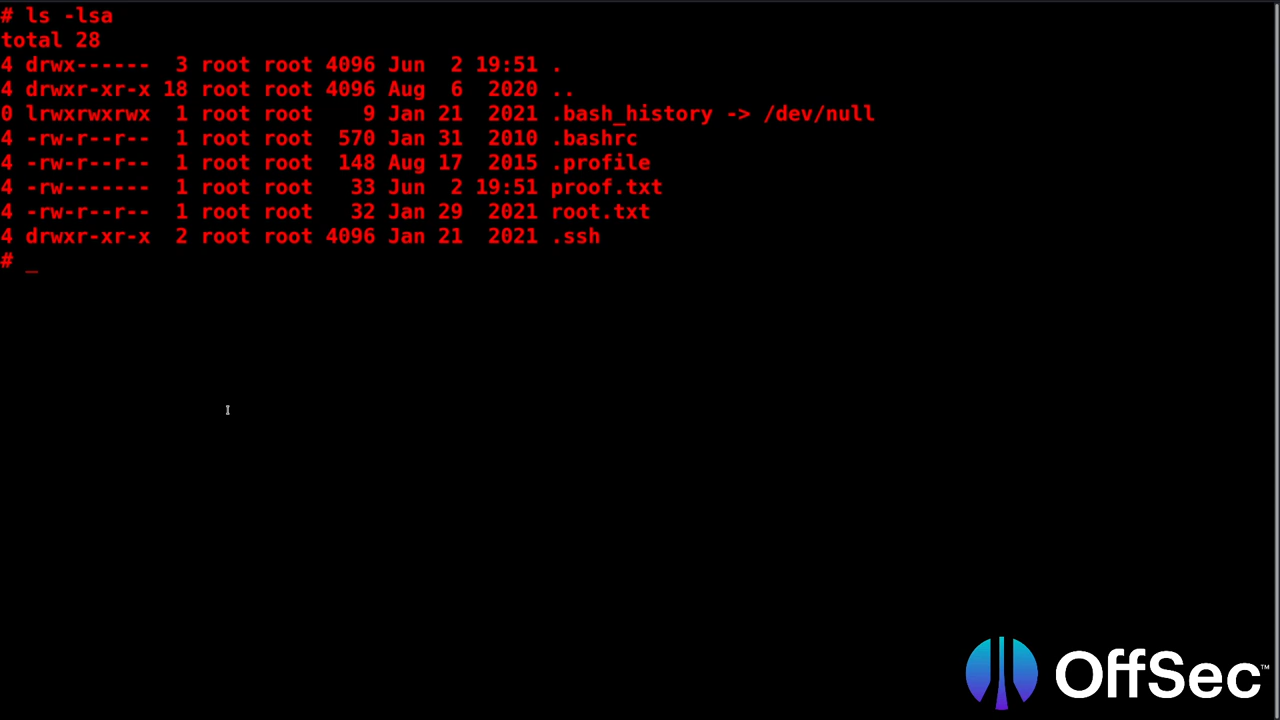 # ls -lsa
total 28
4 drwx------  3 root root 4096 Jun  2 19:51 .
4 drwxr-xr-x 18 root root 4096 Aug  6  2020 ..
0 lrwxrwxrwx  1 root root    9 Jan 21  2021 .bash_history -> /dev/null
4 -rw-r--r--  1 root root  570 Jan 31  2010 .bashrc
4 -rw-r--r--  1 root root  148 Aug 17  2015 .profile
4 -rw-------  1 root root   33 Jun  2 19:51 proof.txt
4 -rw-r--r--  1 root root   32 Jan 29  2021 root.txt
4 drwxr-xr-x  2 root root 4096 Jan 21  2021 .ssh
# _
OffSec™